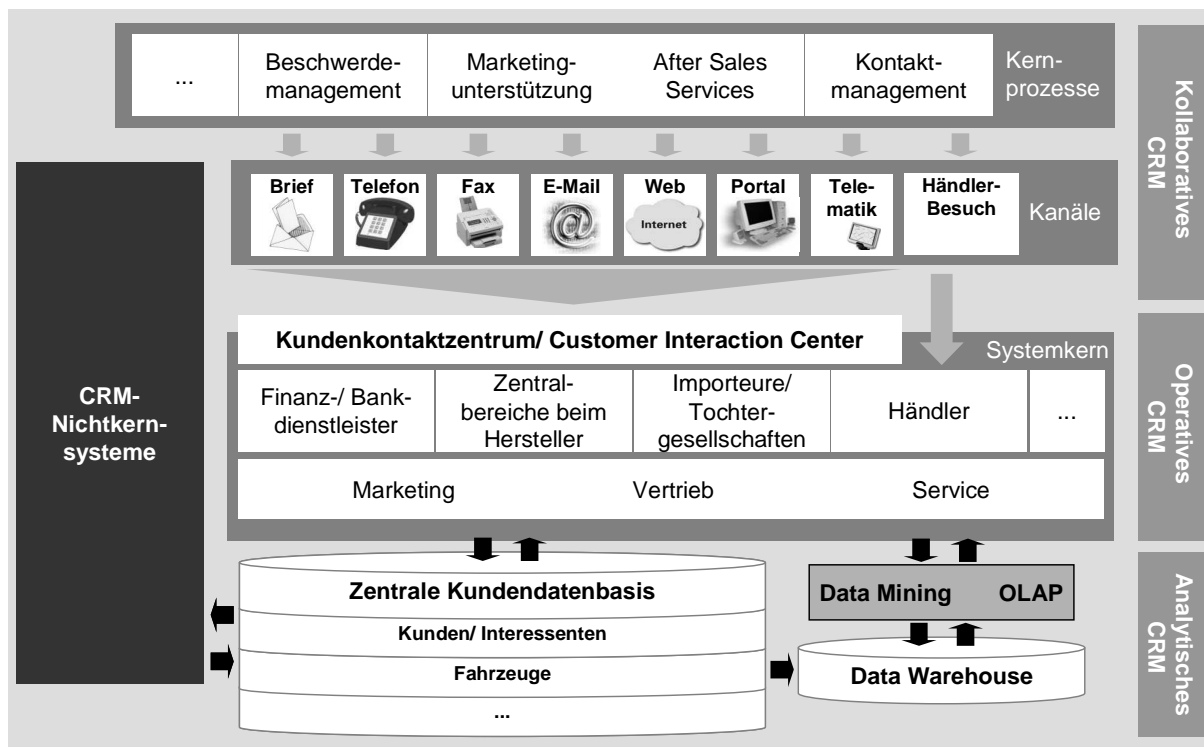 ...
Beschwerde-
management
Marketing-
unterstützung
After Sales
Services
Kontakt-
management
Kern-
prozesse
Kollaboratives
CRM
Brief
Telefon
Fax
E-Mail
Web
Internet
Portal
Tele-
matik
Händler-
Besuch
Kanäle
CRM-
Nichtkern-
systeme
Kundenkontaktzentrum/ Customer Interaction Center
Systemkern
Finanz-/ Bank-
dienstleister
Zentral-
bereiche beim
Hersteller
Importeure/
Tochter-
gesellschaften
Händler
...
Marketing
Vertrieb
Service
Operatives
CRM
Zentrale Kundendatenbasis
Kunden/ Interessenten
Fahrzeuge
...
Data Mining
OLAP
Data Warehouse
Analytisches
CRM